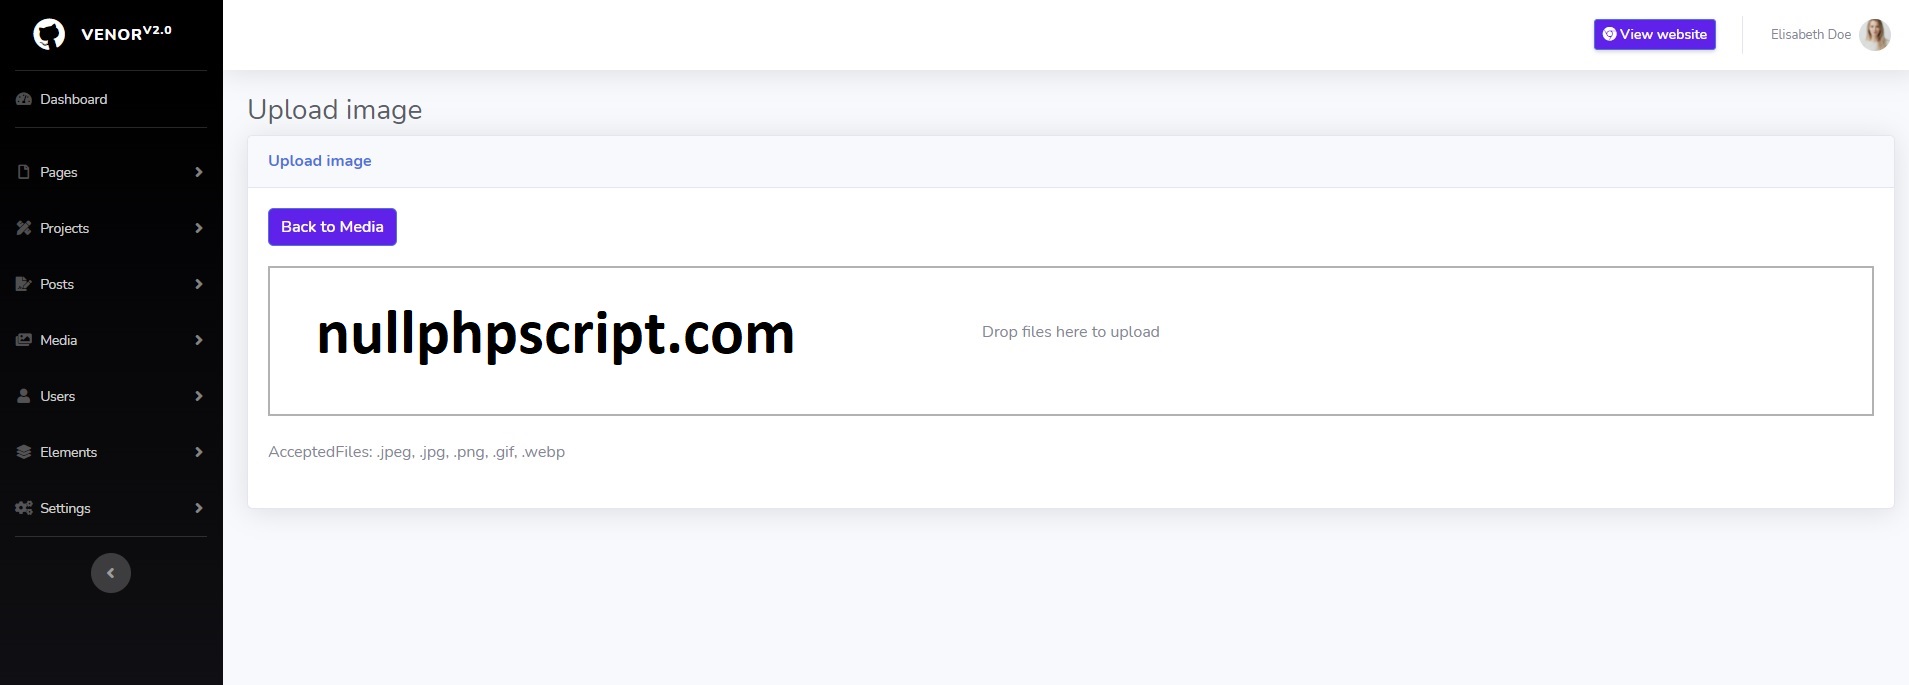 VENOR V2.0
View website
Elisabeth Doe
Dashboard
Pages
Projects
Posts
Media
Users
Elements
Settings
Upload image
Upload image
Back to Media
nullphpscript.com
Drop files here to upload
AcceptedFiles: .jpeg, .jpg, .png, .gif, .webp